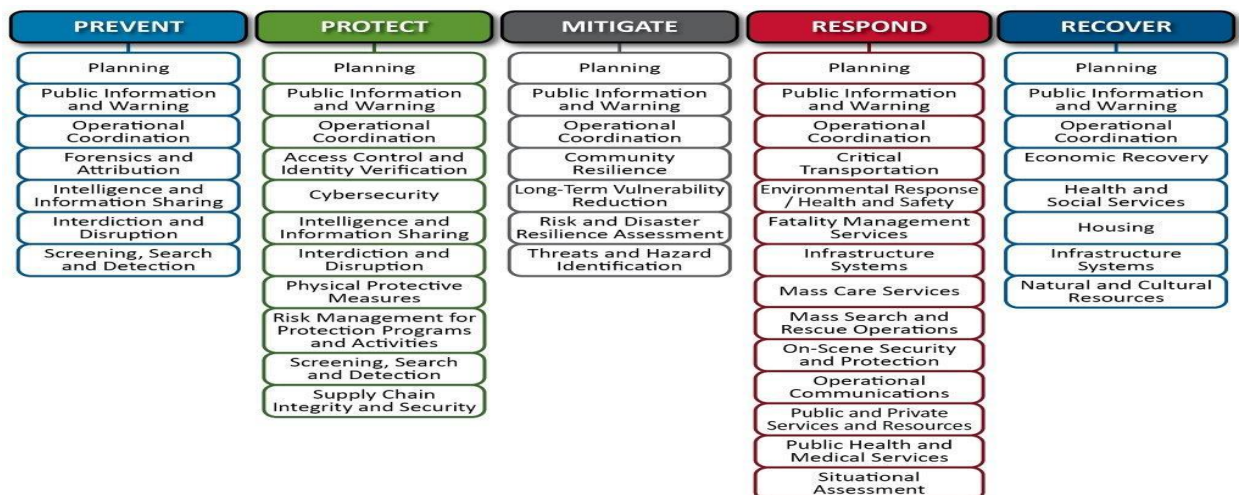 PREVENT
Planning
Public Information
and Warning
Operational
Coordination
Forensics and
Attribution
Intelligence and
Information Sharing
Interdiction and
Disruption
Screening, Search
and Detection
PROTECT
Planning
Public Information
and Warning
Operational
Coordination
Access Control and
Identity Verification
Cybersecurity
Intelligence and
Information Sharing
Interdiction and
Disruption
Physical Protective
Measures
Risk Management for
Protection Programs
and Activities
Screening, Search
and Detection
Supply Chain
Integrity and Security
MITIGATE
Planning
Public Information
and Warning
Operational
Coordination
Community
Resilience
Long-Term Vulnerability
Reduction
Risk and Disaster
Resilience Assessment
Threats and Hazard
Identification
RESPOND
Planning
Public Information
and Warning
Operational
Coordination
Critical
Transportation
Environmental Response
/ Health and Safety
Fatality Management
Services
Infrastructure
Systems
Mass Care Services
Mass Search and
Rescue Operations
On-Scene Security
and Protection
Operational
Communications
Public and Private
Services and Resources
Public Health and
Medical Services
Situational
Assessment
RECOVER
Planning
Public Information
and Warning
Operational
Coordination
Economic Recovery
Health and
Social Services
Housing
Infrastructure
Systems
Natural and Cultural
Resources